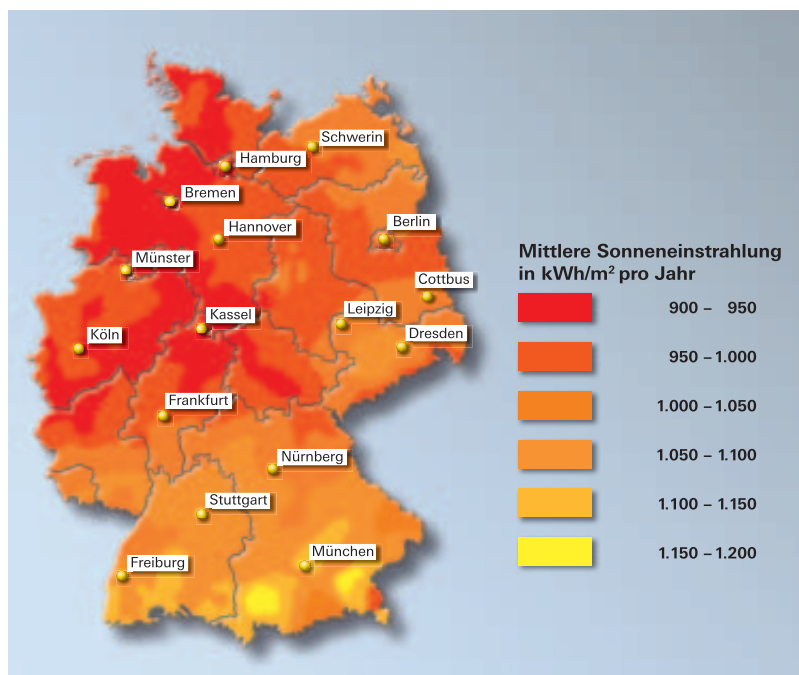 Schwerin
Hamburg
Bremen
Hannover
Berlin
Münster
Cottbus
Kassel
Leipzig
Köln
Dresden
Frankfurt
Nürnberg
Stuttgart
München
Freiburg
Mittlere Sonneneinstrahlung
in kWh/m² pro Jahr
900 – 950
950 – 1.000
1.000 – 1.050
1.050 – 1.100
1.100 – 1.150
1.150 – 1.200